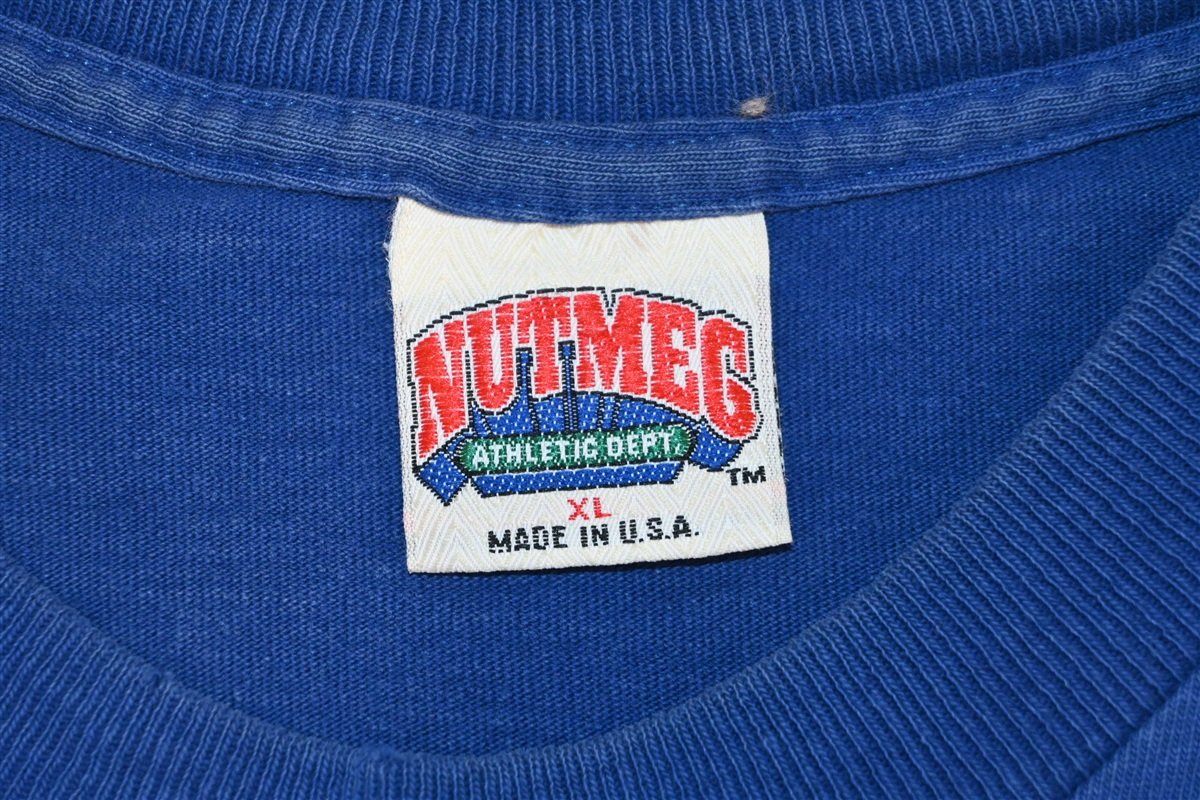 NUTMEG
ATHLETIC DEPT.
TM
XL
MADE IN U.S.A.